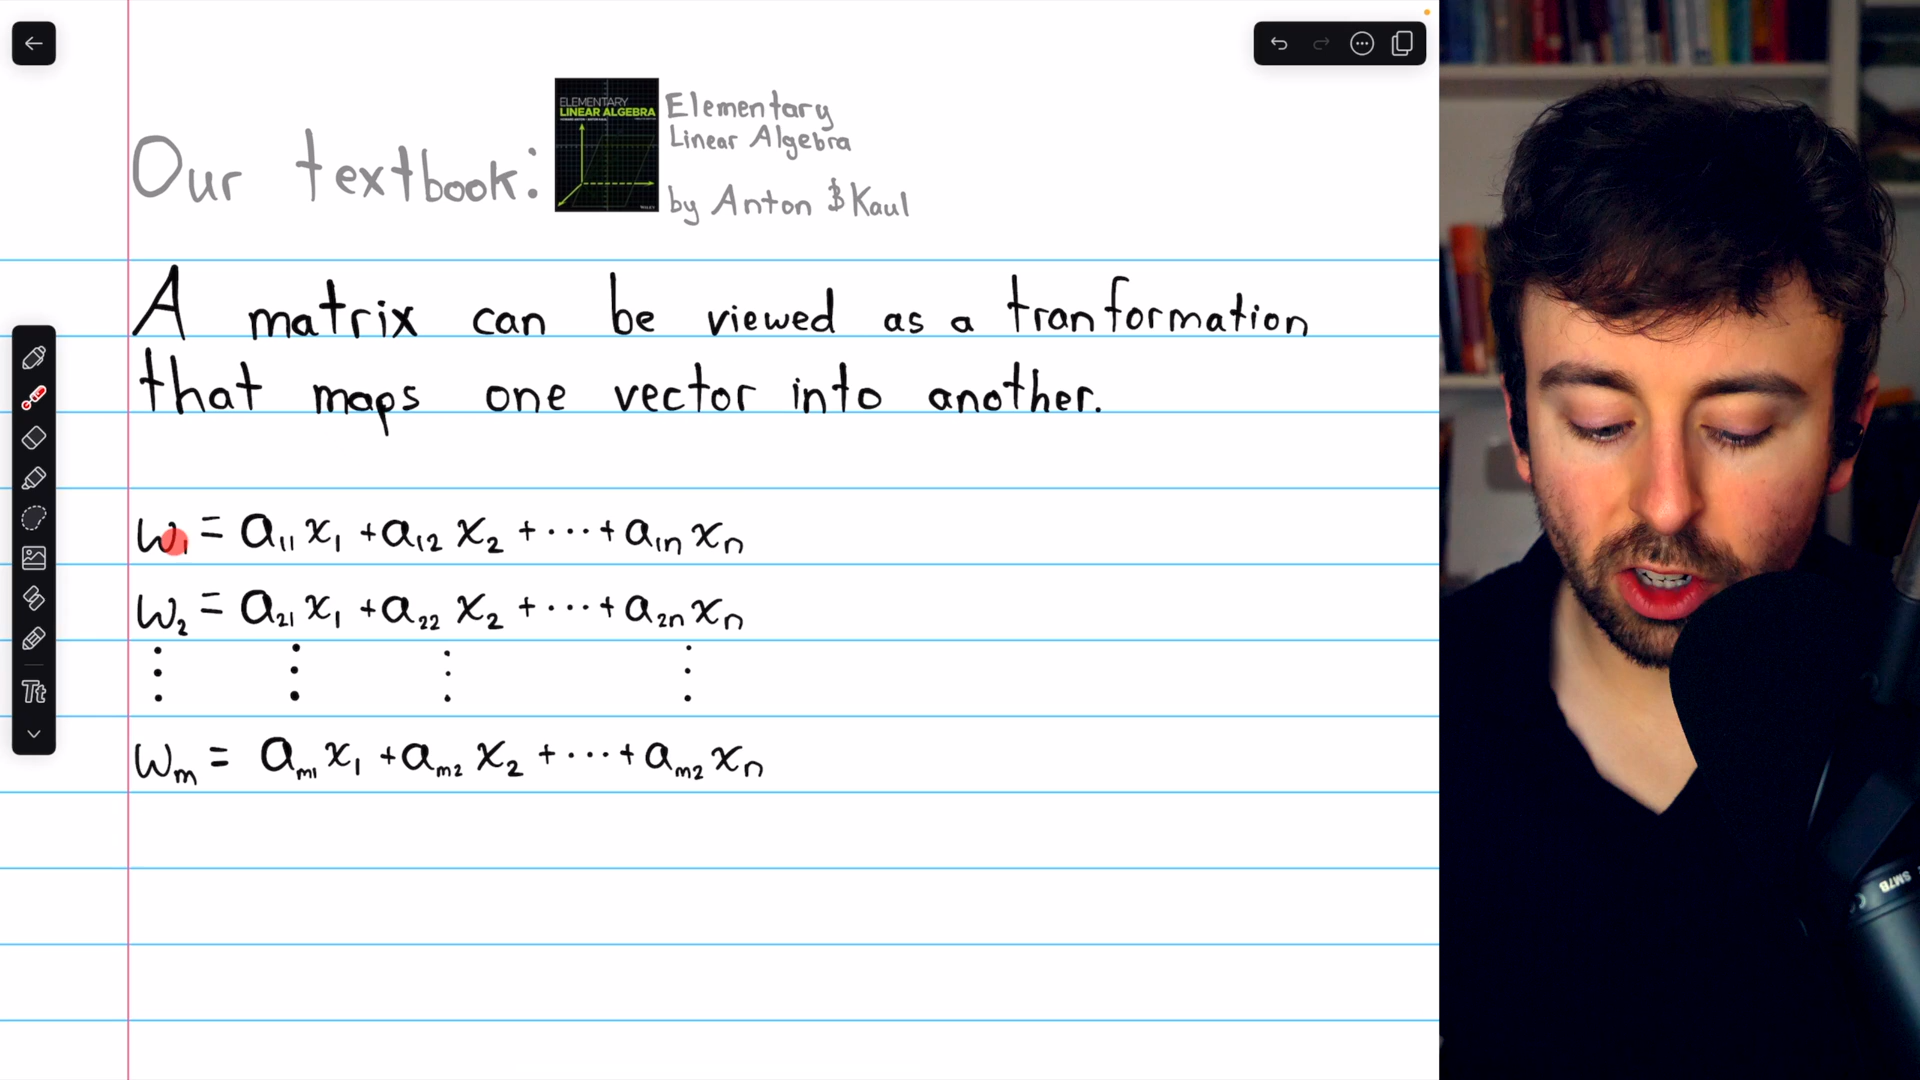 Our textbook:
ELEMENTARY
LINEAR ALGEBRA
Elementary
Linear Algebra
by Anton & Kaul
A matrix can be viewed as a tranformation
that maps one vector into another.
w₁ = a₁₁ x₁ + a₁₂ x₂ + ··· + a₁ₙ xₙ
w₂ = a₂₁ x₁ + a₂₂ x₂ + ··· + a₂ₙ xₙ
⋮ ⋮ ⋮ ⋮
wₘ = aₘ₁ x₁ + aₘ₂ x₂ + ··· + aₘ₂ xₙ
Tt
SM7B